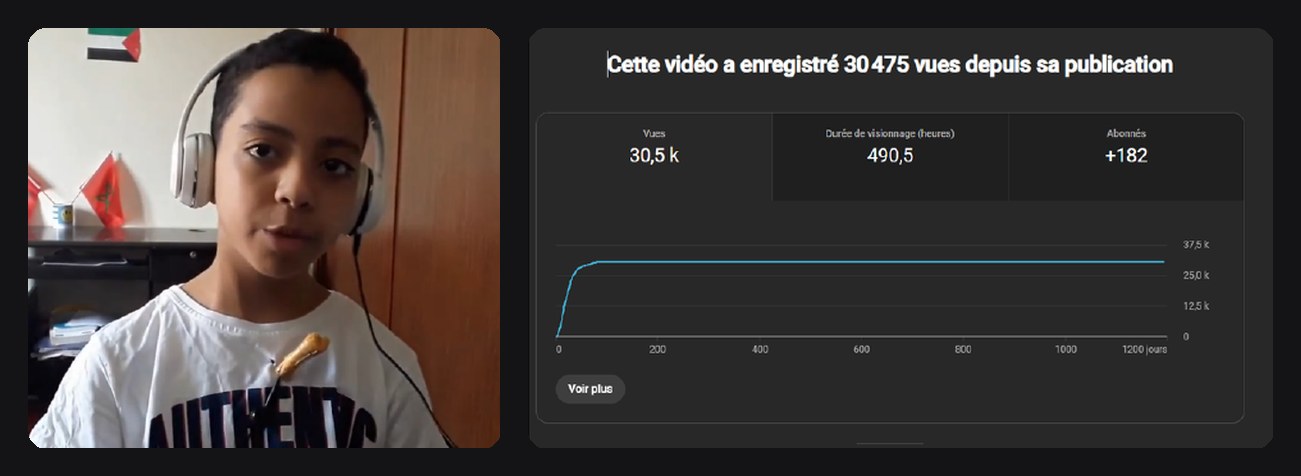 AUTHENTIC
Cette vidéo a enregistré 30 475 vues depuis sa publication
Vues
30,5 k
Durée de visionnage (heures)
490,5
Abonnés
+182
37,5 k
25,0 k
12,5 k
0
0 200 400 600 800 1000 1200 jours
Voir plus